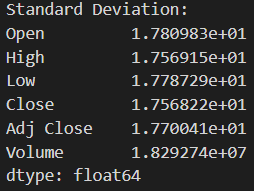 Standard Deviation:
Open         1.780983e+01
High         1.756915e+01
Low          1.778729e+01
Close        1.756822e+01
Adj Close    1.770041e+01
Volume       1.829274e+07
dtype: float64